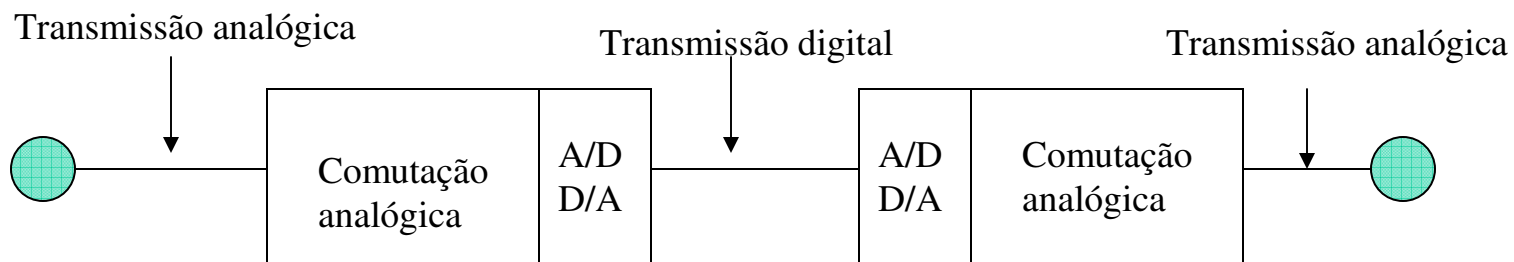 Transmissão analógica
Transmissão digital
Transmissão analógica
Comutação
analógica
A/D
D/A
A/D
D/A
Comutação
analógica